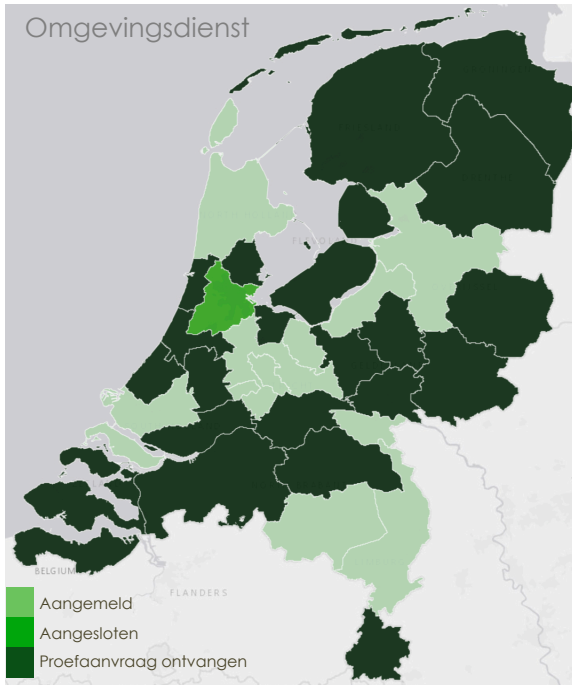 Omgevingsdienst
BELGIUM
FLANDERS
Aangemeld
Aangesloten
Proefaanvraag ontvangen